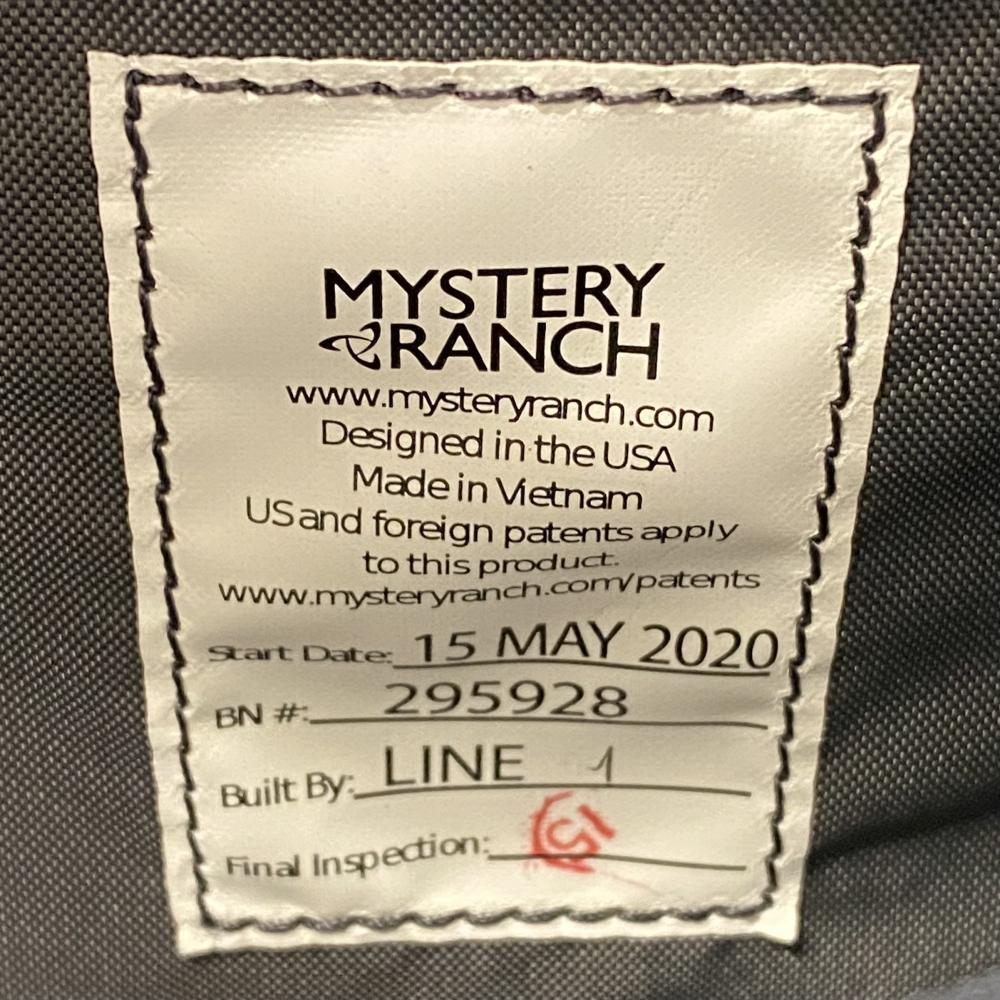 MYSTERY
RANCH
www.mysteryranch.com
Designed in the USA
Made in Vietnam
US and foreign patents apply
to this product.
www.mysteryranch.com/patents
Start Date: 15 MAY 2020
BN #: 295928
Built By: LINE 1
Final Inspection: